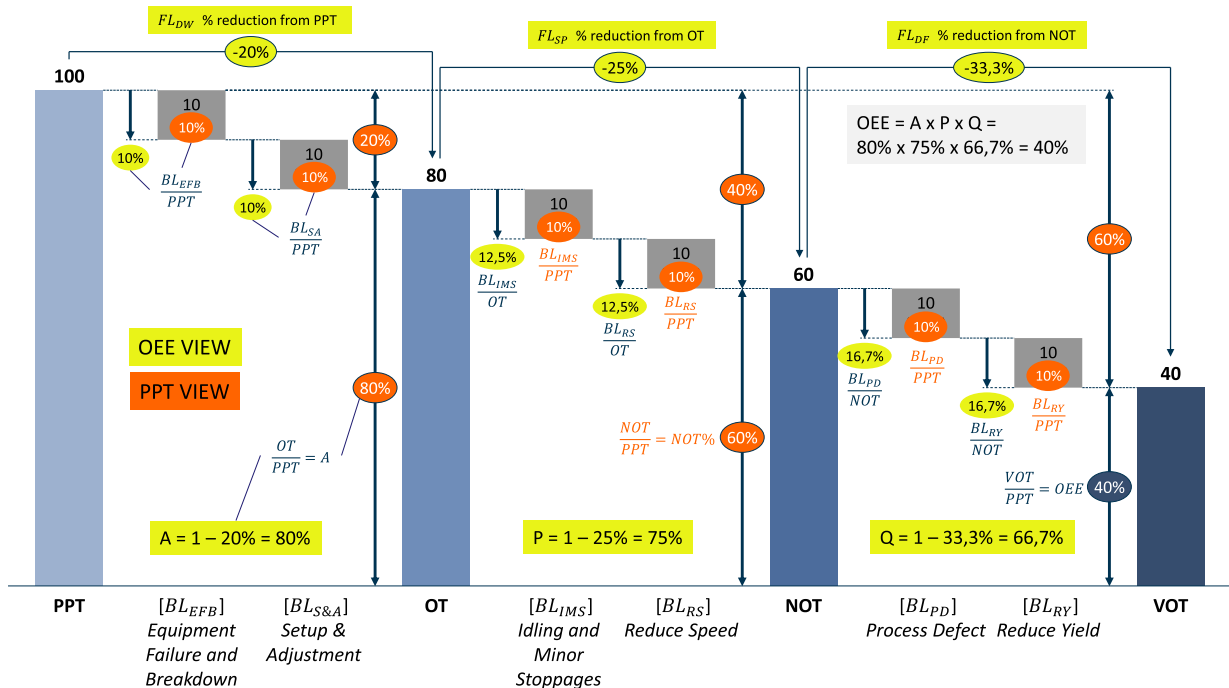 FL_DW % reduction from PPT
-20%
FL_SP % reduction from OT
-25%
FL_DF % reduction from NOT
-33,3%
100
10
10%
10%
BL_EFB
PPT
10
10%
10%
BL_SA
PPT
20%
80
10
10%
12,5%
BL_IMS
OT
BL_IMS
PPT
10
10%
12,5%
BL_RS
OT
BL_RS
PPT
40%
60
OEE = A x P x Q =
80% x 75% x 66,7% = 40%
10
10%
16,7%
BL_PD
NOT
BL_PD
PPT
10
10%
16,7%
BL_RY
NOT
BL_RY
PPT
60%
40
OEE VIEW
PPT VIEW
80%
OT
PPT
= A
NOT
PPT
= NOT%
60%
VOT
PPT
= OEE
40%
A = 1 – 20% = 80%
P = 1 – 25% = 75%
Q = 1 – 33,3% = 66,7%
PPT
[BL_EFB]
Equipment
Failure and
Breakdown
[BL_S&A]
Setup &
Adjustment
OT
[BL_IMS]
Idling and
Minor
Stoppages
[BL_RS]
Reduce Speed
NOT
[BL_PD]
Process Defect
[BL_RY]
Reduce Yield
VOT